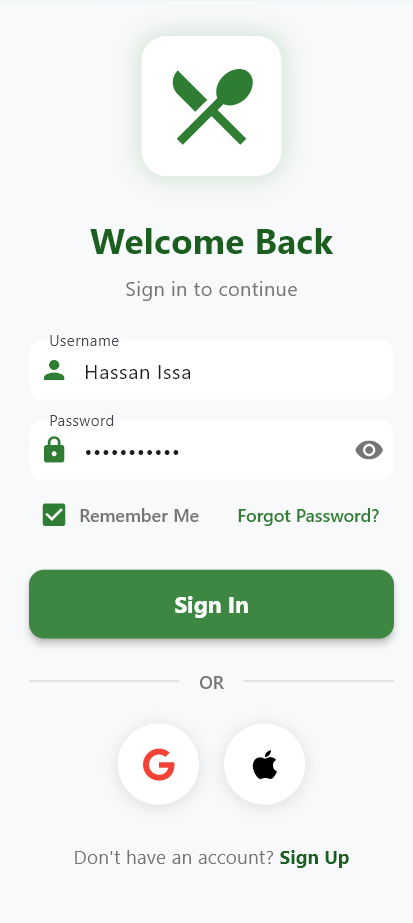 Welcome Back
Sign in to continue
Username
Hassan Issa
Password
•••••••••••
Remember Me Forgot Password?
Sign In
OR
Don't have an account? Sign Up